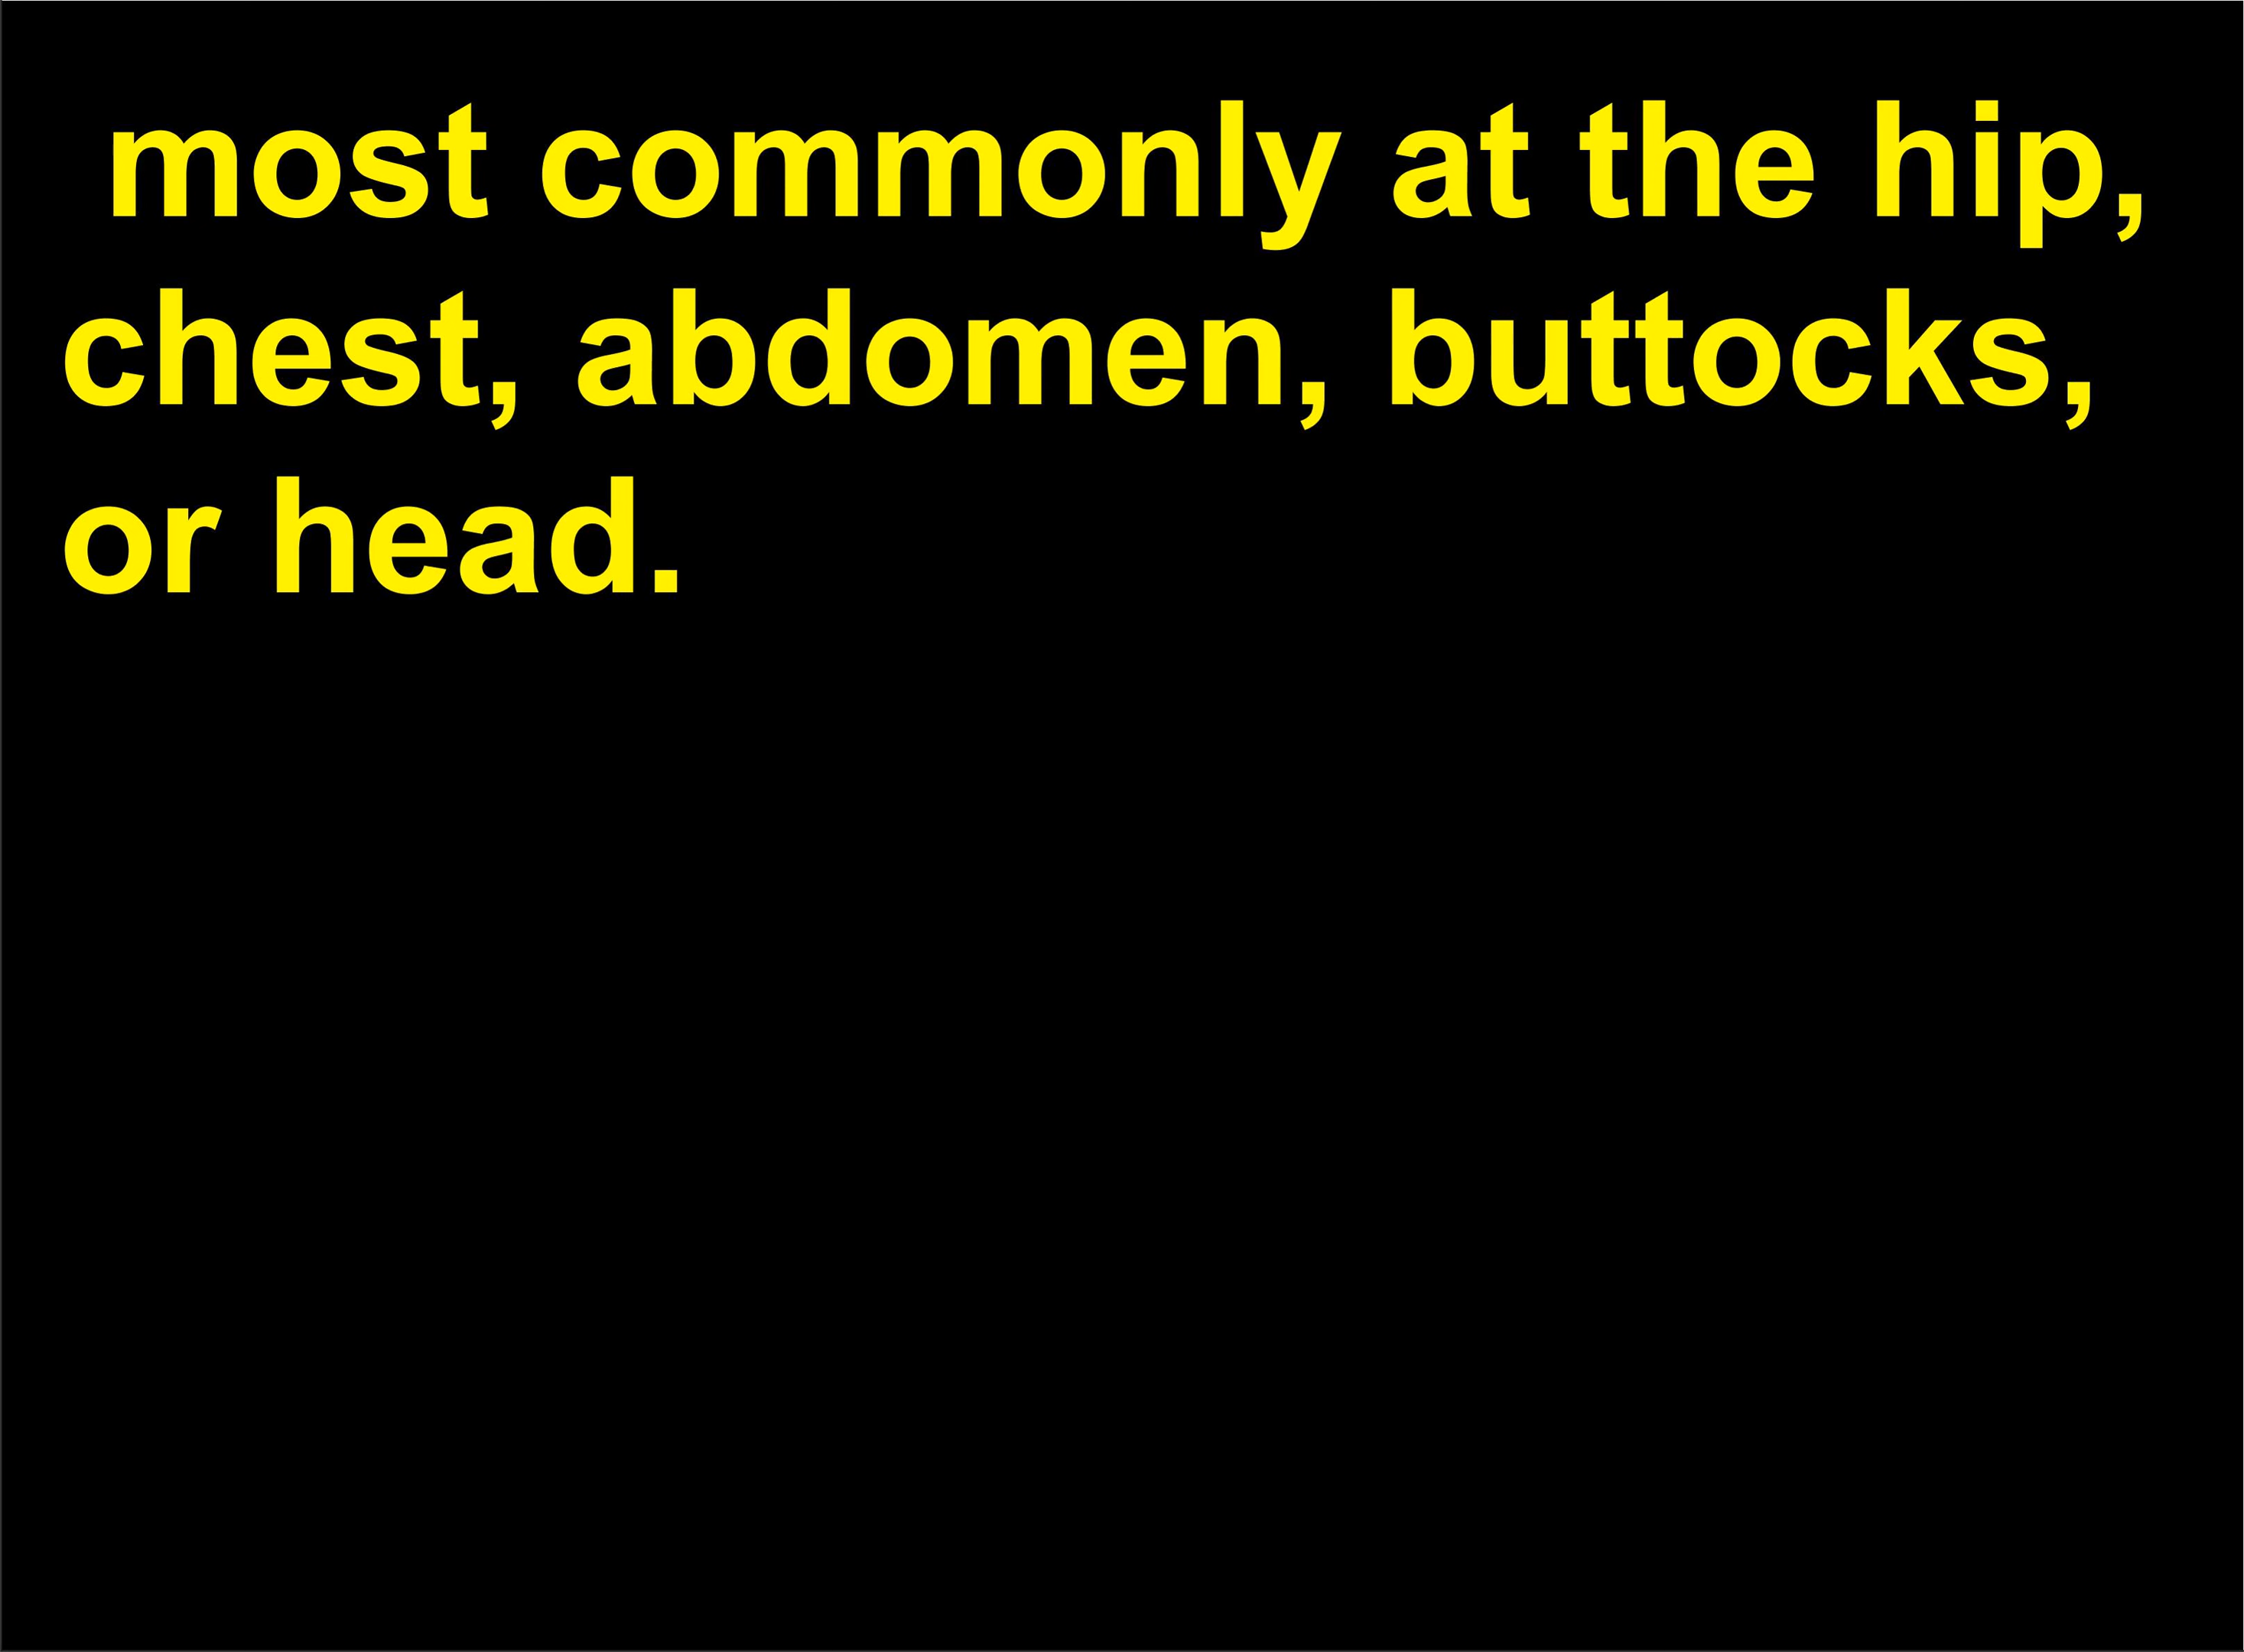 most commonly at the hip,
chest, abdomen, buttocks,
or head.